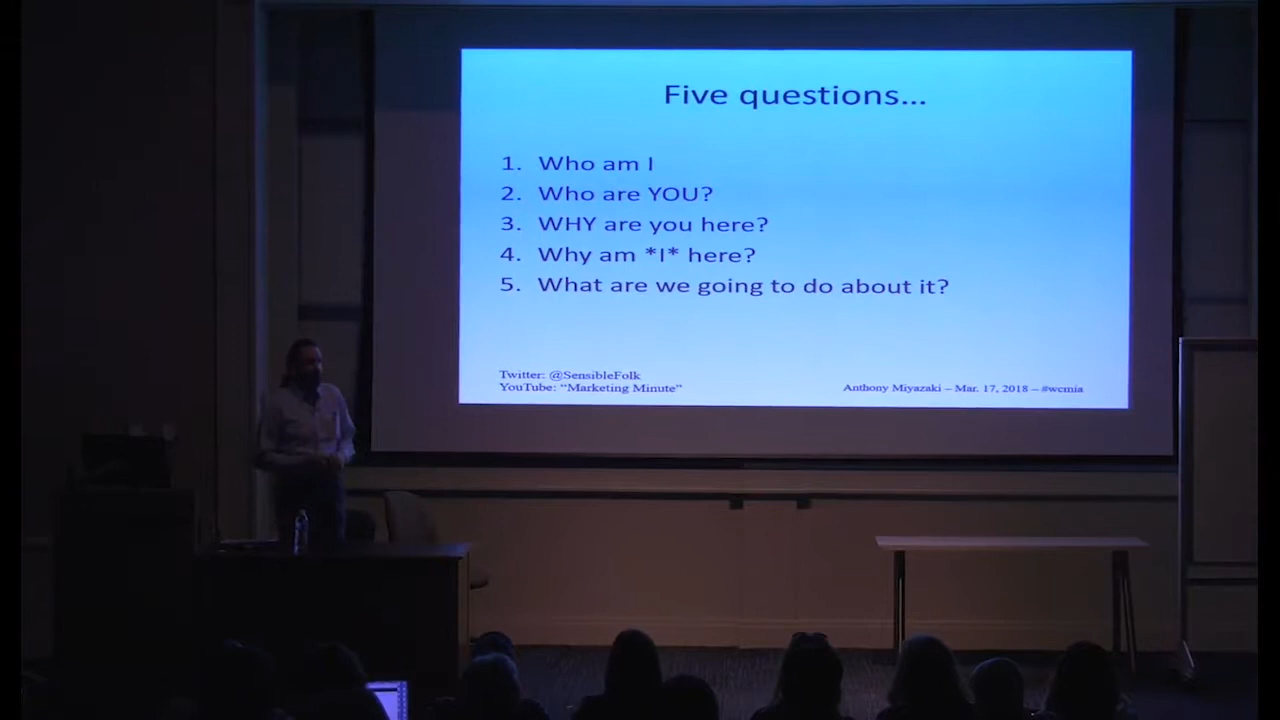 Five questions...
1. Who am I
2. Who are YOU?
3. WHY are you here?
4. Why am *I* here?
5. What are we going to do about it?
Twitter: @SensibleFolk
YouTube: “Marketing Minute”
Anthony Miyazaki – Mar. 17, 2018 – #wcmia